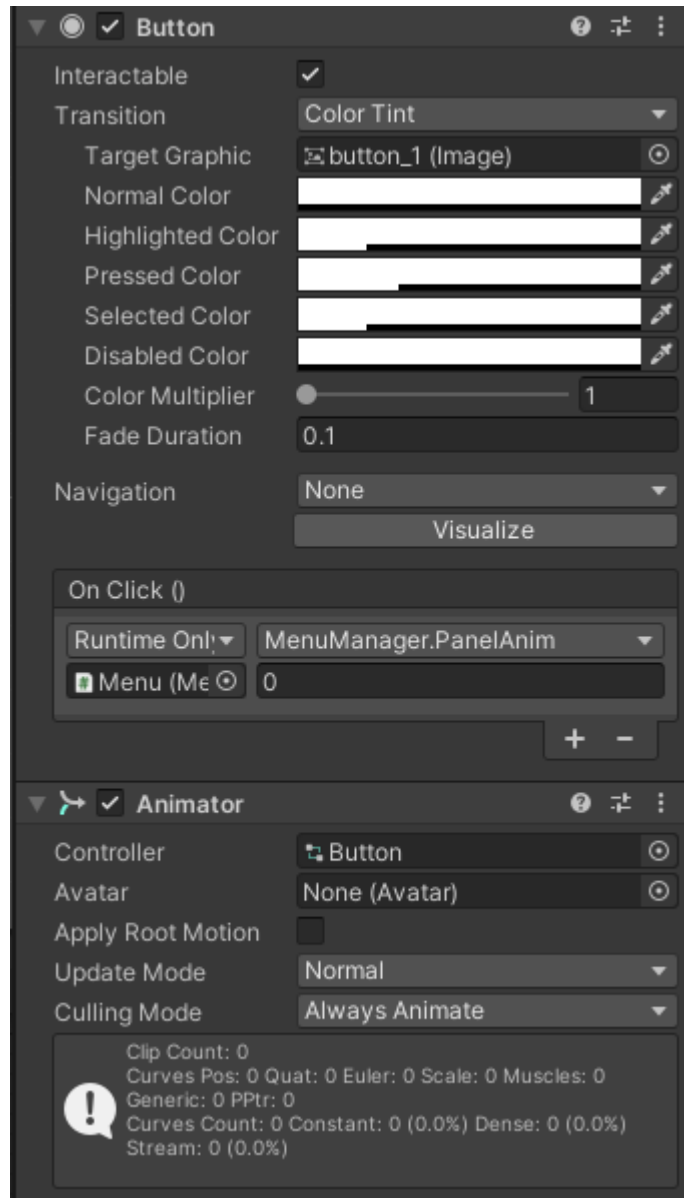 Button
Interactable
Transition Color Tint
Target Graphic button_1 (Image)
Normal Color
Highlighted Color
Pressed Color
Selected Color
Disabled Color
Color Multiplier 1
Fade Duration 0.1
Navigation None
Visualize
On Click ()
Runtime Onl MenuManager.PanelAnim
Menu (Me 0
+ −
Animator
Controller Button
Avatar None (Avatar)
Apply Root Motion
Update Mode Normal
Culling Mode Always Animate
Clip Count: 0
Curves Pos: 0 Quat: 0 Euler: 0 Scale: 0 Muscles: 0
Generic: 0 PPtr: 0
Curves Count: 0 Constant: 0 (0.0%) Dense: 0 (0.0%)
Stream: 0 (0.0%)